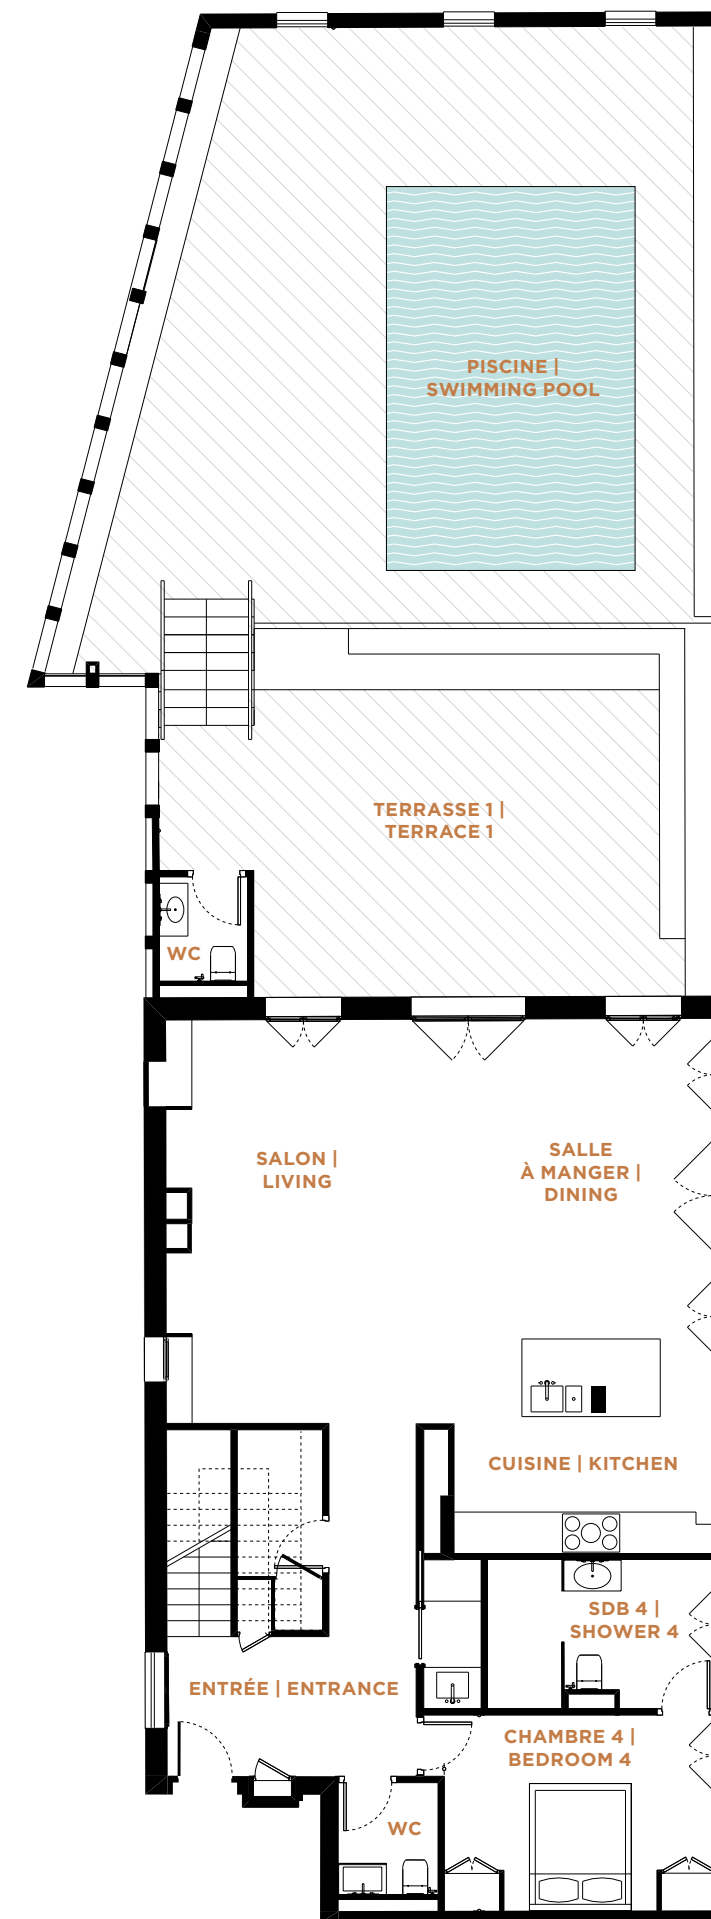 PISCINE |
SWIMMING POOL
TERRASSE 1 |
TERRACE 1
WC
SALON |
LIVING
SALLE
À MANGER |
DINING
CUISINE | KITCHEN
SDB 4 |
SHOWER 4
ENTRÉE | ENTRANCE
CHAMBRE 4 |
BEDROOM 4
WC